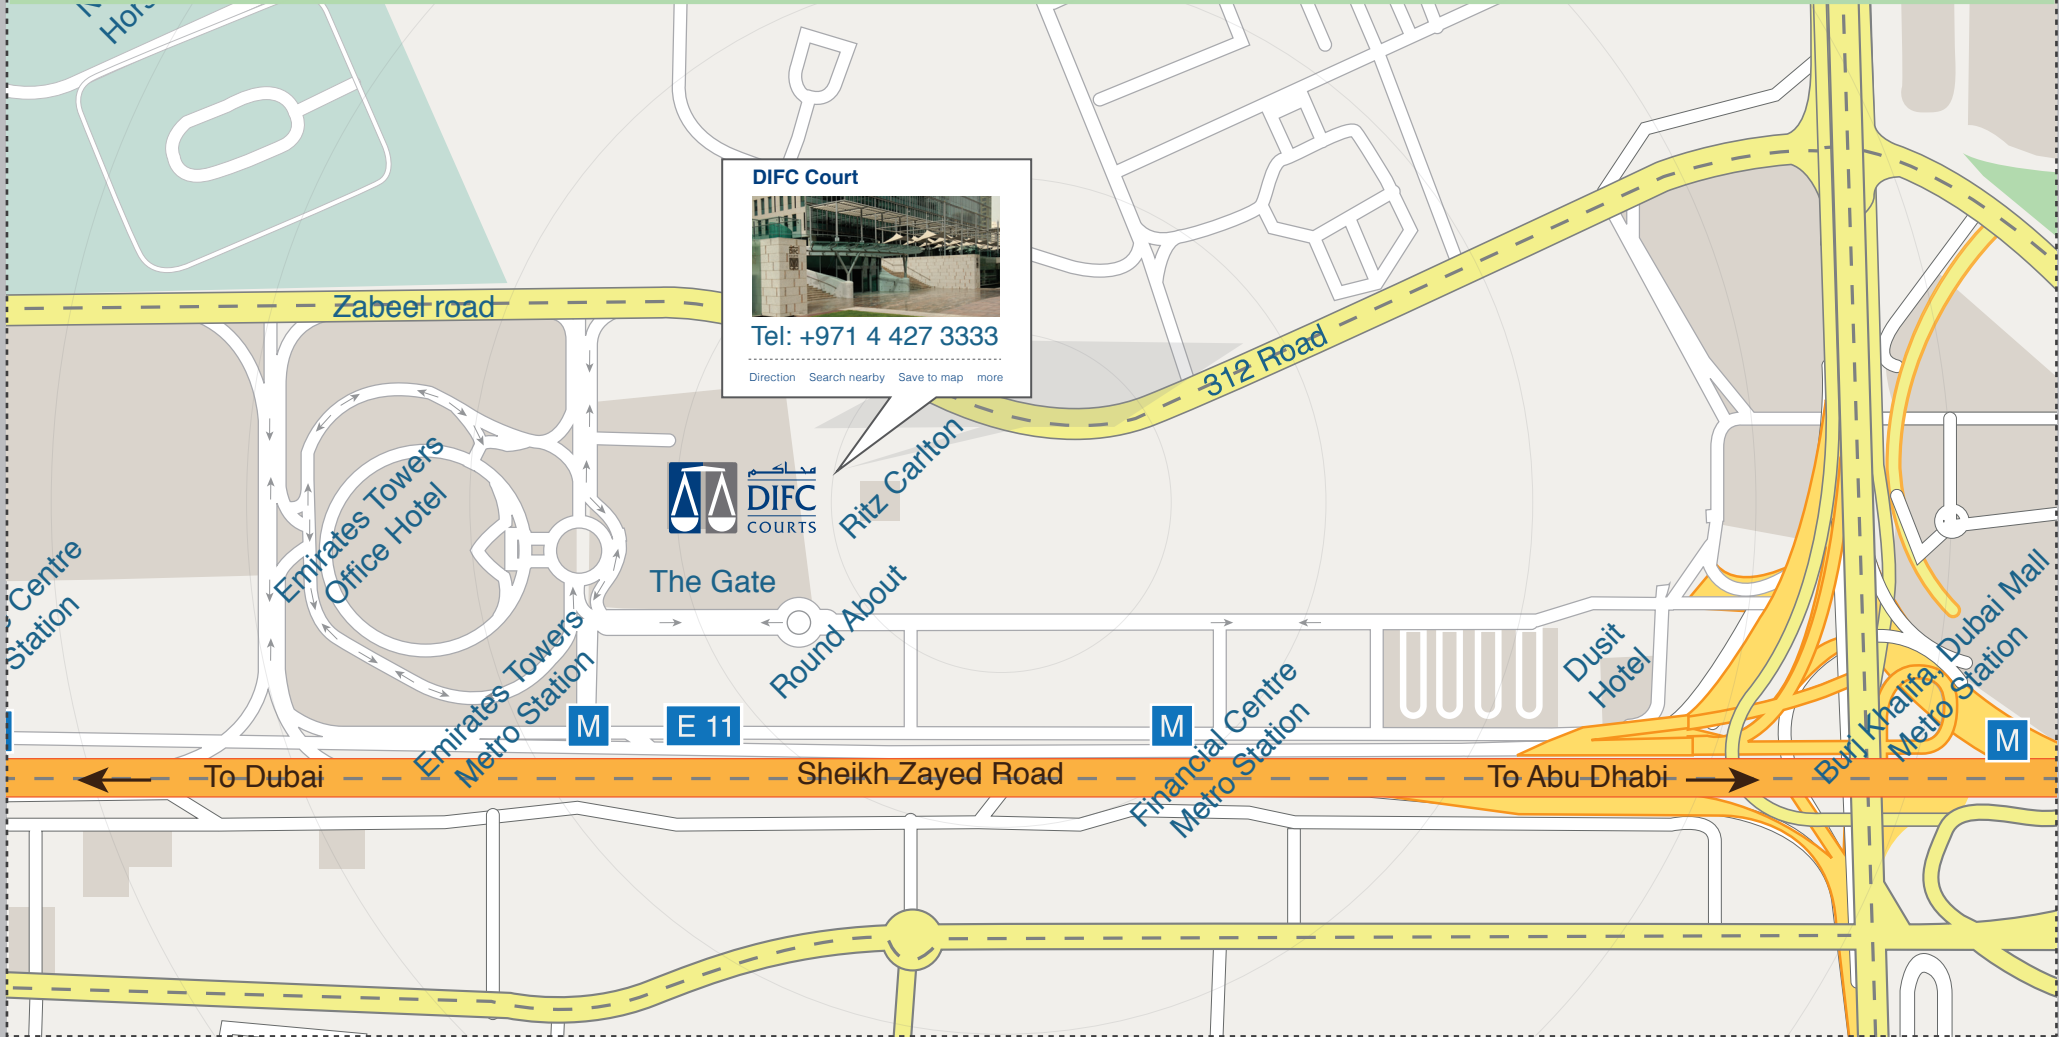 Hors
DIFC Court
Tel: +971 4 427 3333
Direction Search nearby Save to map more
Zabeel road
312 Road
Emirates Towers
Office Hotel
محاكم
DIFC
COURTS
Ritz Carlton
The Gate
Round About
Centre
Station
Emirates Towers
Metro Station
M
E 11
M
Financial Centre
Metro Station
Dusit
Hotel
Burj Khalifa, Dubai Mall
Metro Station
M
To Dubai
Sheikh Zayed Road
To Abu Dhabi